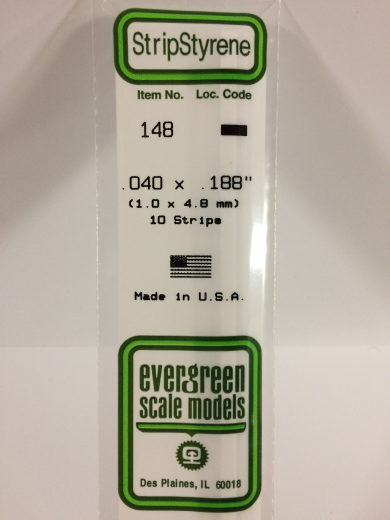 StripStyrene
Item No. Loc. Code
148
.040 x .188"
(1.0 x 4.8 mm)
10 Strips
Made in U.S.A.
evergreen
scale models
Des Plaines, IL 60018